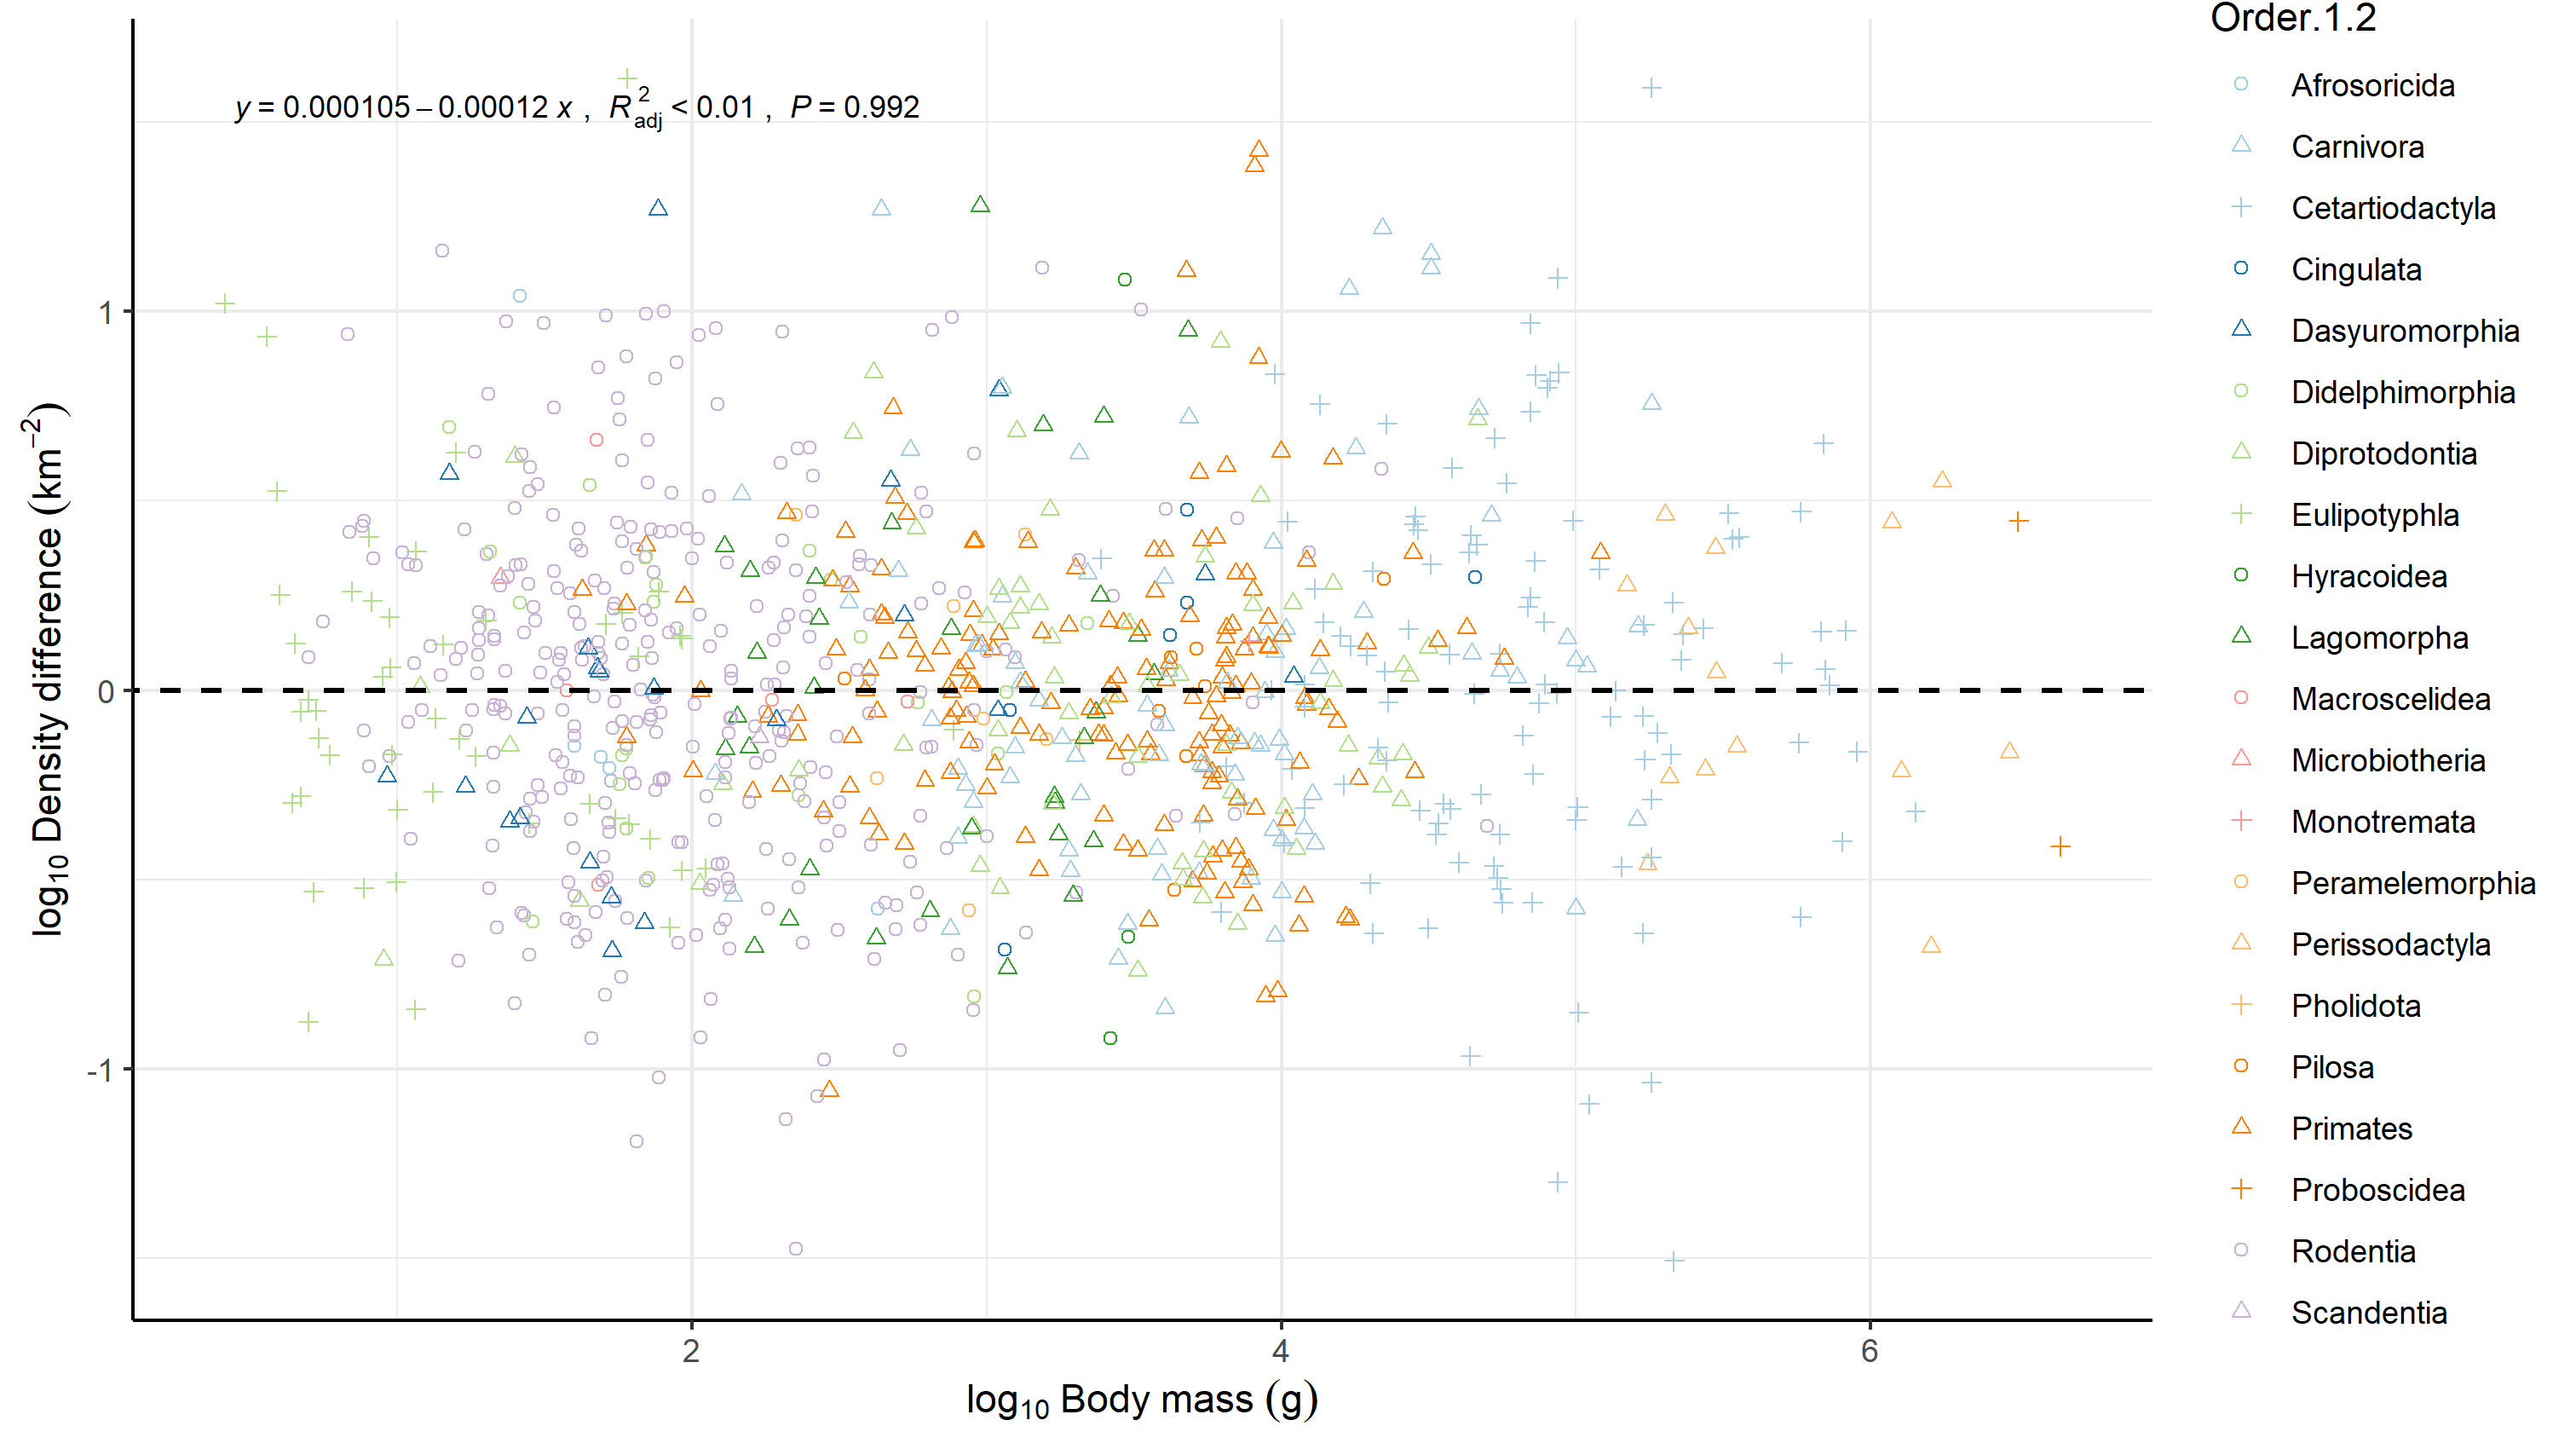 Order.1.2
y = 0.000105 – 0.00012 x , R²adj < 0.01 , P = 0.992
Afrosoricida
Carnivora
Cetartiodactyla
Cingulata
Dasyuromorphia
Didelphimorphia
Diprotodontia
Eulipotyphla
Hyracoidea
Lagomorpha
Macroscelidea
Microbiotheria
Monotremata
Peramelemorphia
Perissodactyla
Pholidota
Pilosa
Primates
Proboscidea
Rodentia
Scandentia
log₁₀ Density difference (km⁻²)
1
0
-1
2 4 6
log₁₀ Body mass (g)